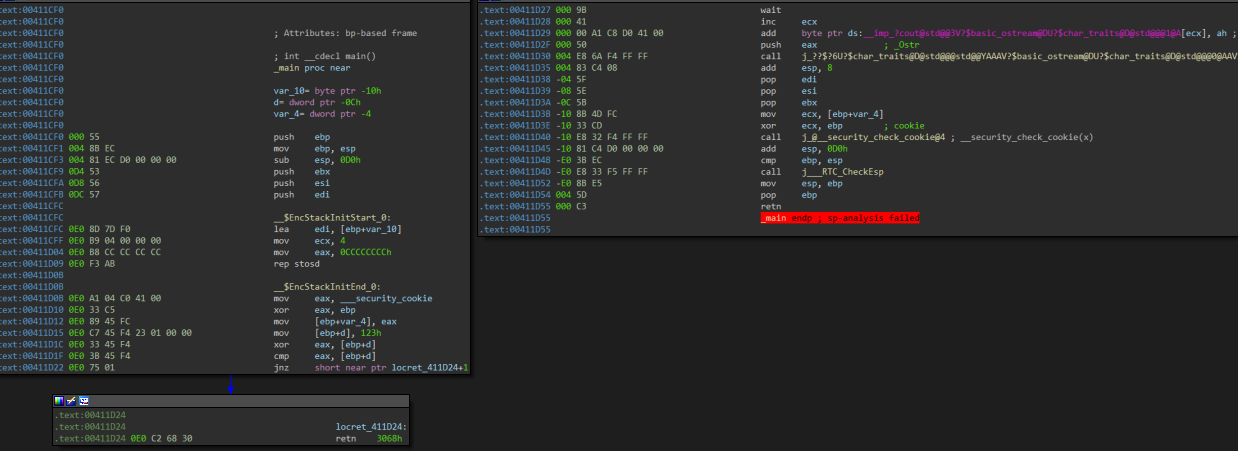 text:00411CF0
text:00411CF0
text:00411CF0 ; Attributes: bp-based frame
text:00411CF0
text:00411CF0 ; int __cdecl main()
text:00411CF0 _main proc near
text:00411CF0
text:00411CF0 var_10= byte ptr -10h
text:00411CF0 d= dword ptr -0Ch
text:00411CF0 var_4= dword ptr -4
text:00411CF0
text:00411CF0 000 55 push ebp
text:00411CF1 004 8B EC mov ebp, esp
text:00411CF3 004 81 EC D0 00 00 00 sub esp, 0D0h
text:00411CF9 0D4 53 push ebx
text:00411CFA 0D8 56 push esi
text:00411CFB 0DC 57 push edi
text:00411CFC
text:00411CFC __$EncStackInitStart_0:
text:00411CFC 0E0 8D 7D F0 lea edi, [ebp+var_10]
text:00411CFF 0E0 B9 04 00 00 00 mov ecx, 4
text:00411D04 0E0 B8 CC CC CC CC mov eax, 0CCCCCCCCh
text:00411D09 0E0 F3 AB rep stosd
text:00411D0B
text:00411D0B __$EncStackInitEnd_0:
text:00411D0B 0E0 A1 04 C0 41 00 mov eax, ___security_cookie
text:00411D10 0E0 33 C5 xor eax, ebp
text:00411D12 0E0 89 45 FC mov [ebp+var_4], eax
text:00411D15 0E0 C7 45 F4 23 01 00 00 mov [ebp+d], 123h
text:00411D1C 0E0 33 45 F4 xor eax, [ebp+d]
text:00411D1F 0E0 3B 45 F4 cmp eax, [ebp+d]
text:00411D22 0E0 75 01 jnz short near ptr locret_411D24+1
.text:00411D24
.text:00411D24 locret_411D24:
.text:00411D24 0E0 C2 68 30 retn 3068h
.text:00411D27 000 9B wait
.text:00411D28 000 41 inc ecx
.text:00411D29 000 00 A1 C8 D0 41 00 add byte ptr ds:__imp_?cout@std@@3V?$basic_ostream@DU?$char_traits@D@std@@@1@A[ecx], ah ;
.text:00411D2F 000 50 push eax ; _Ostr
.text:00411D30 004 E8 6A F4 FF FF call j_??$?6U?$char_traits@D@std@@@std@@YAAAV?$basic_ostream@DU?$char_traits@D@std@@@0@AAV
.text:00411D35 004 83 C4 08 add esp, 8
.text:00411D38 -04 5F pop edi
.text:00411D39 -08 5E pop esi
.text:00411D3A -0C 5B pop ebx
.text:00411D3B -10 8B 4D FC mov ecx, [ebp+var_4]
.text:00411D3E -10 33 CD xor ecx, ebp ; cookie
.text:00411D40 -10 E8 32 F4 FF FF call j_@__security_check_cookie@4 ; __security_check_cookie(x)
.text:00411D45 -10 81 C4 D0 00 00 00 add esp, 0D0h
.text:00411D4B -E0 3B EC cmp ebp, esp
.text:00411D4D -E0 E8 33 F5 FF FF call j___RTC_CheckEsp
.text:00411D52 -E0 8B E5 mov esp, ebp
.text:00411D54 004 5D pop ebp
.text:00411D55 000 C3 retn
.text:00411D55 _main endp ; sp-analysis failed
.text:00411D55